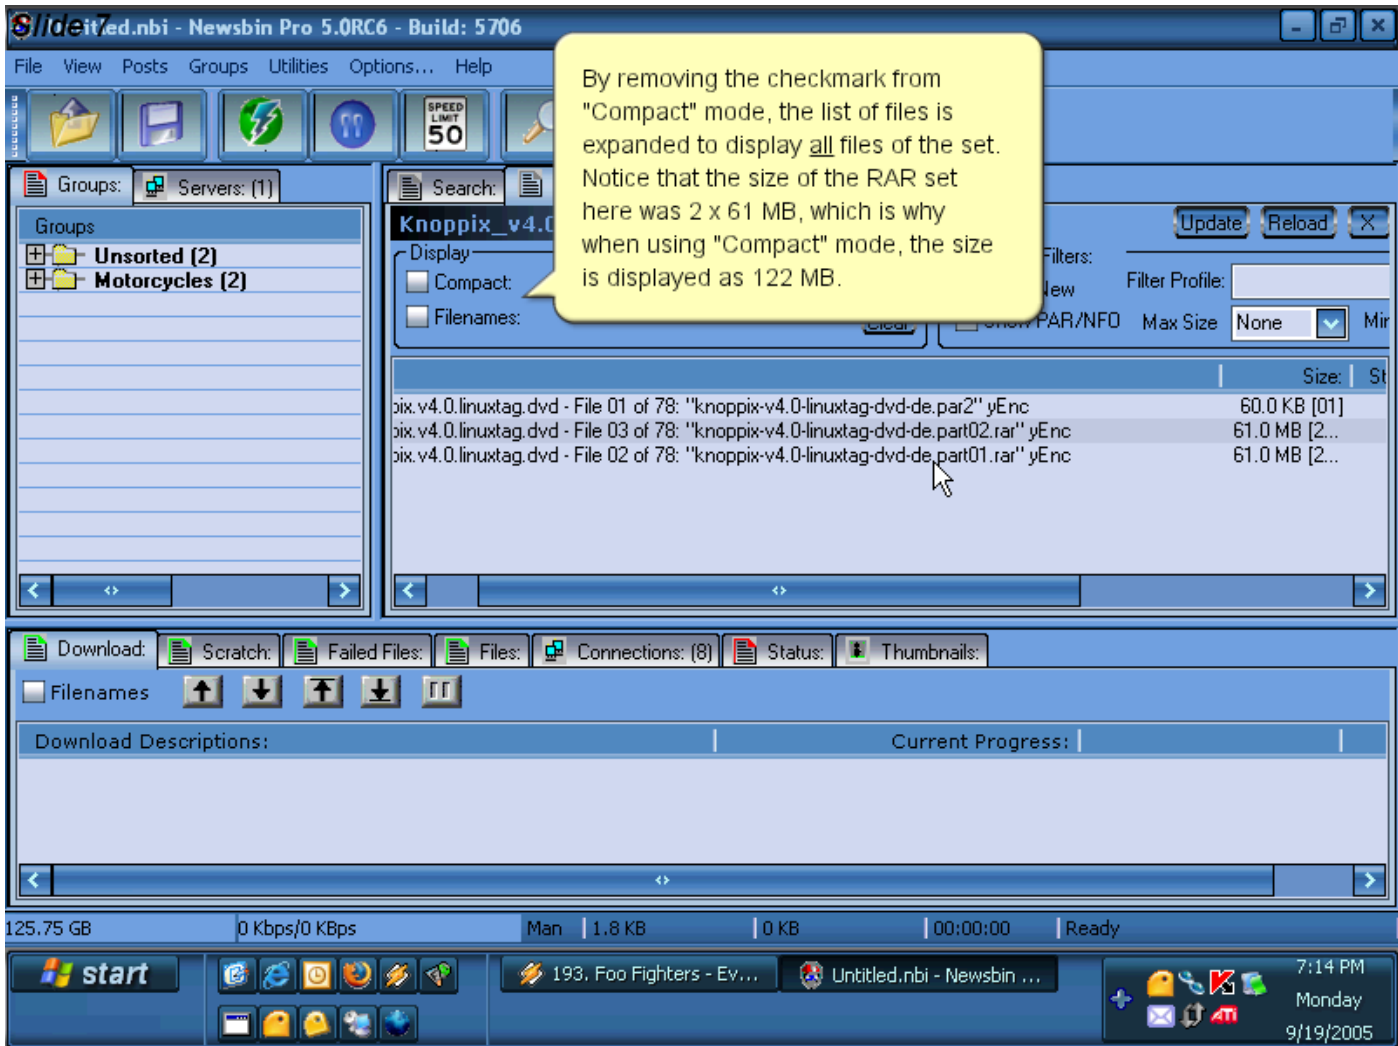 Slide 7
Untitled.nbi - Newsbin Pro 5.0RC6 - Build: 5706
File View Posts Groups Utilities Options... Help
SPEED
LIMIT
50
By removing the checkmark from
"Compact" mode, the list of files is
expanded to display all files of the set.
Notice that the size of the RAR set
here was 2 x 61 MB, which is why
when using "Compact" mode, the size
is displayed as 122 MB.
Groups: Servers: (1)
Search:
Groups
Unsorted (2)
Motorcycles (2)
Knoppix_v4.0
Update Reload X
Display
Compact:
Filenames:
Clear
Filters:
New
Show PAR/NFO
Filter Profile:
Max Size None
Size:
pix.v4.0.linuxtag.dvd - File 01 of 78: "knoppix-v4.0-linuxtag-dvd-de.par2" yEnc 60.0 KB [01]
pix.v4.0.linuxtag.dvd - File 03 of 78: "knoppix-v4.0-linuxtag-dvd-de.part02.rar" yEnc 61.0 MB [2...
pix.v4.0.linuxtag.dvd - File 02 of 78: "knoppix-v4.0-linuxtag-dvd-de.part01.rar" yEnc 61.0 MB [2...
Download: Scratch: Failed Files: Files: Connections: (8) Status: Thumbnails:
Filenames
Download Descriptions: Current Progress:
125.75 GB 0 Kbps/0 KBps Man 1.8 KB 0 KB 00:00:00 Ready
start
193. Foo Fighters - Ev...
Untitled.nbi - Newsbin ...
ATI
7:14 PM
Monday
9/19/2005